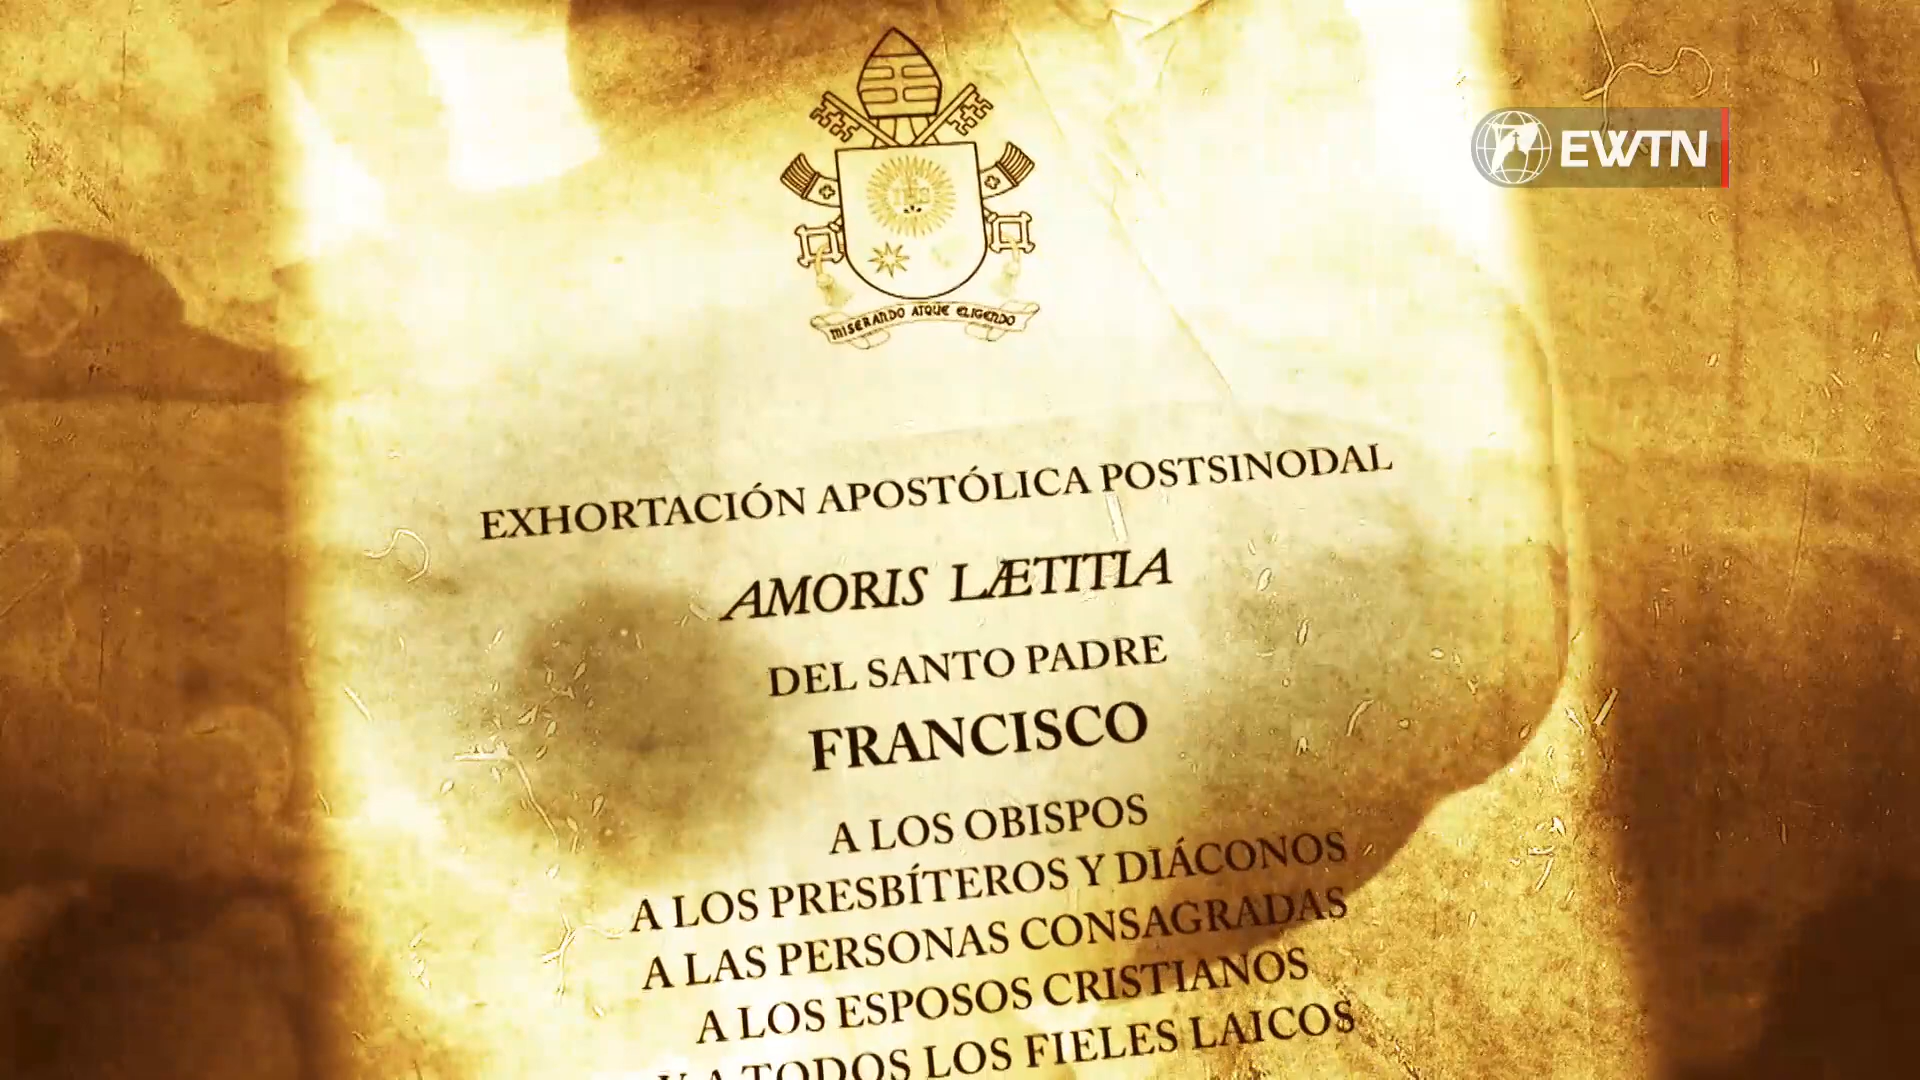 EWTN
MISERANDO ATQUE ELIGENDO
EXHORTACIÓN APOSTÓLICA POSTSINODAL
AMORIS LÆTITIA
DEL SANTO PADRE
FRANCISCO
A LOS OBISPOS
A LOS PRESBÍTEROS Y DIÁCONOS
A LAS PERSONAS CONSAGRADAS
A LOS ESPOSOS CRISTIANOS
Y A TODOS LOS FIELES LAICOS